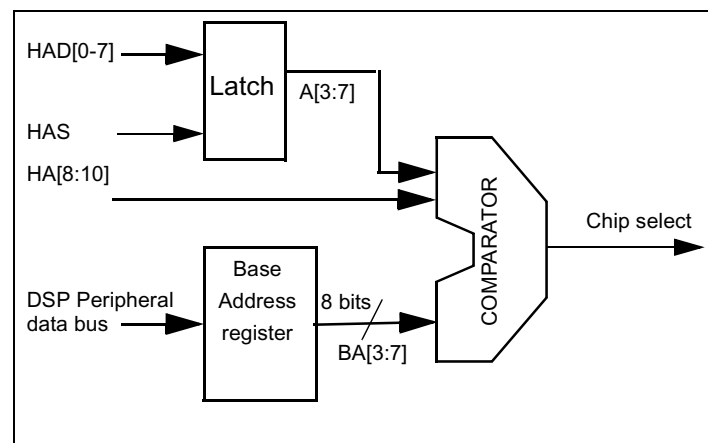 HAD[0-7]
Latch
A[3:7]
HAS
HA[8:10]
COMPARATOR
Chip select
Base
Address
register
DSP Peripheral
data bus
8 bits
BA[3:7]